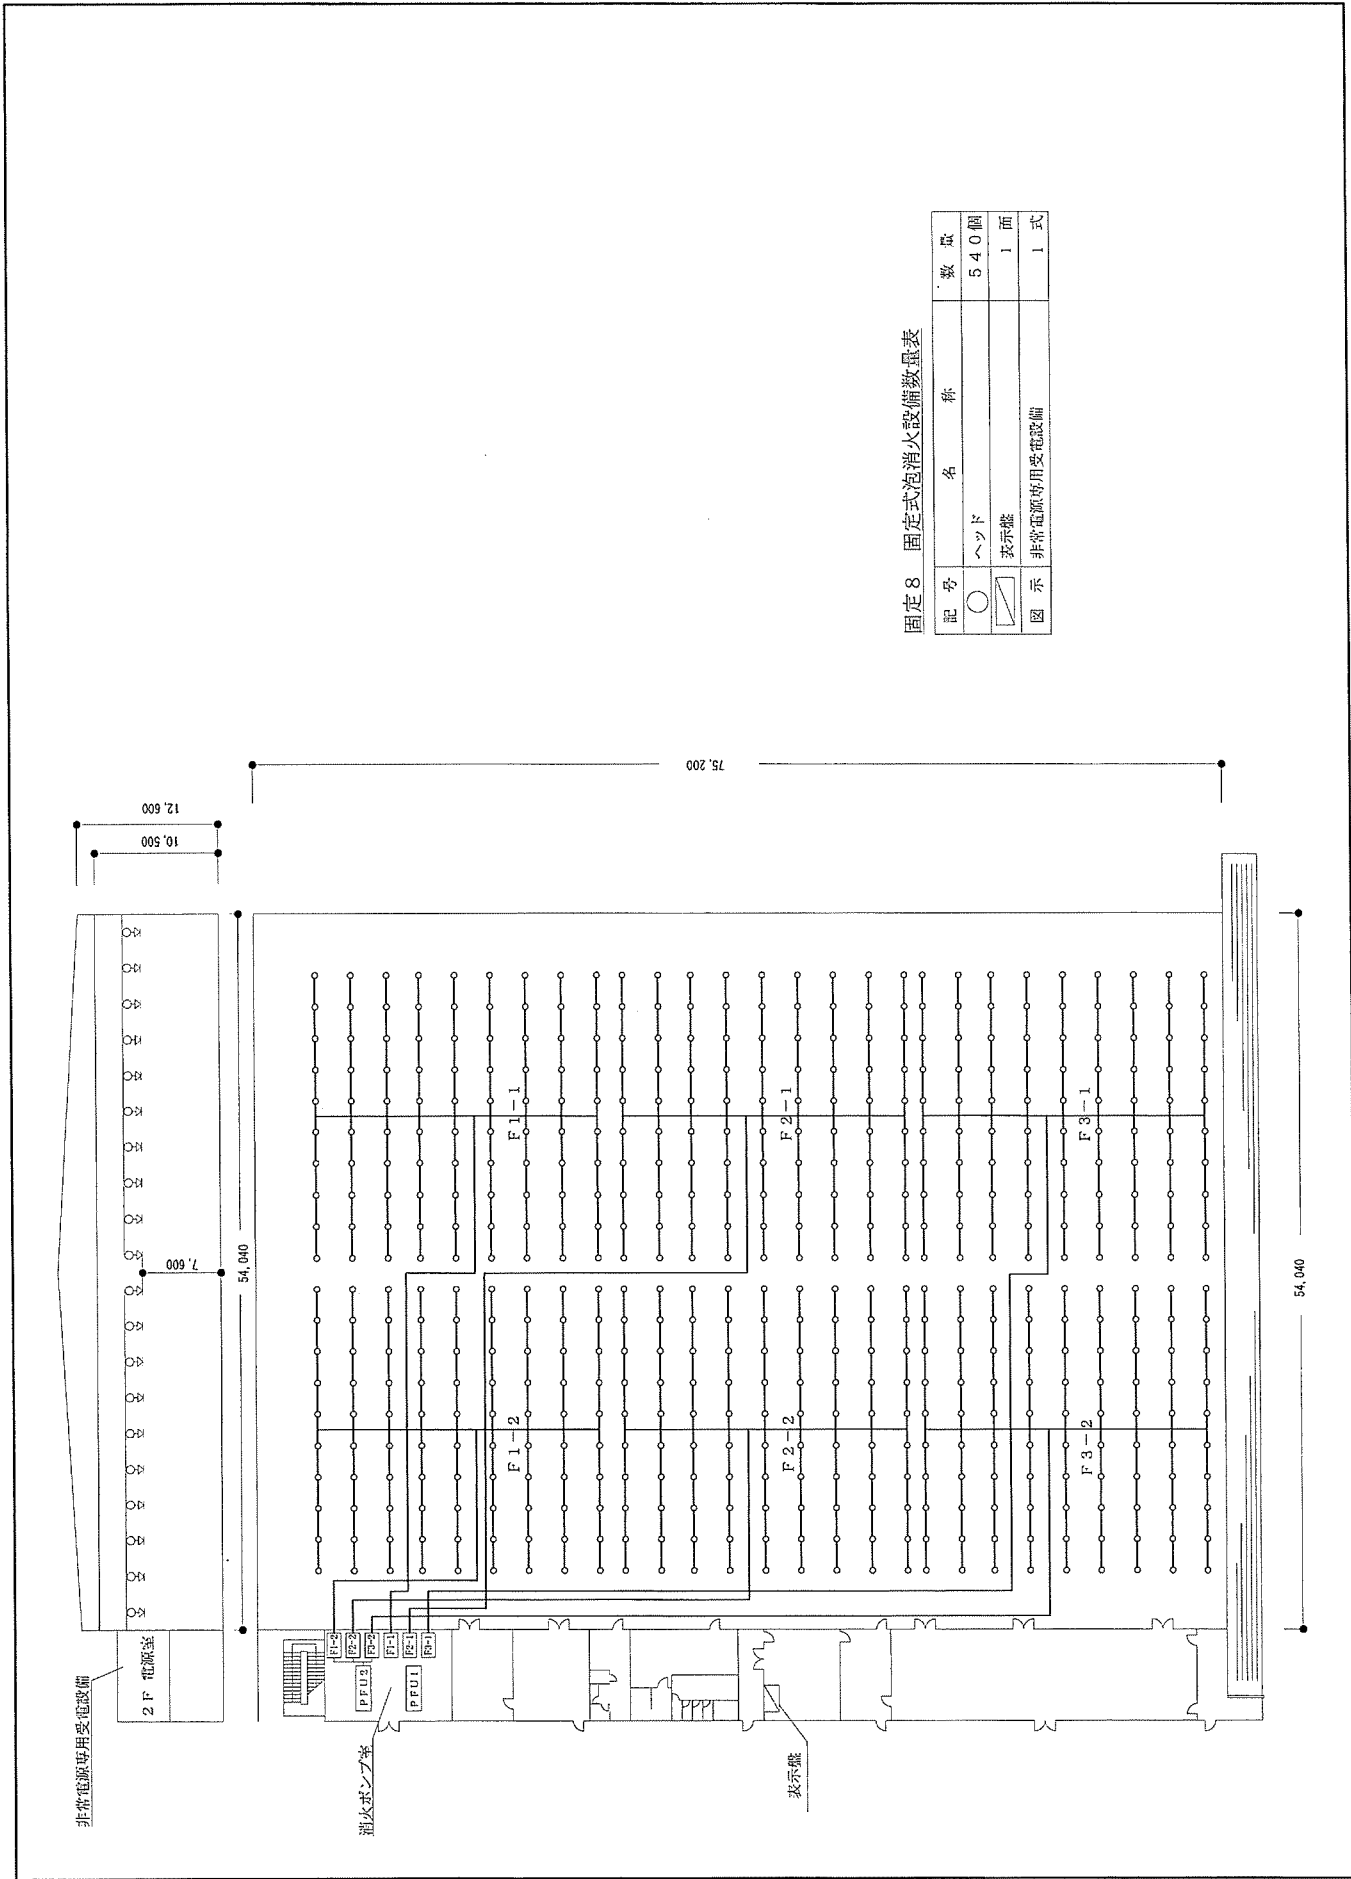 非常電源専用受電設備
2F 電源室
7,600
10,500
12,600
54,040
75,200
消火ポンプ室
PFU2
PFU1
F1-2
F2-2
F3-2
F1-1
F2-1
F3-1
F1-1
F2-1
F3-1
F1-2
F2-2
F3-2
表示盤
54,040
固定8 固定式泡消火設備数量表
記号 名称 数量
ヘッド 540個
表示盤 1面
図示 非常電源専用受電設備 1式